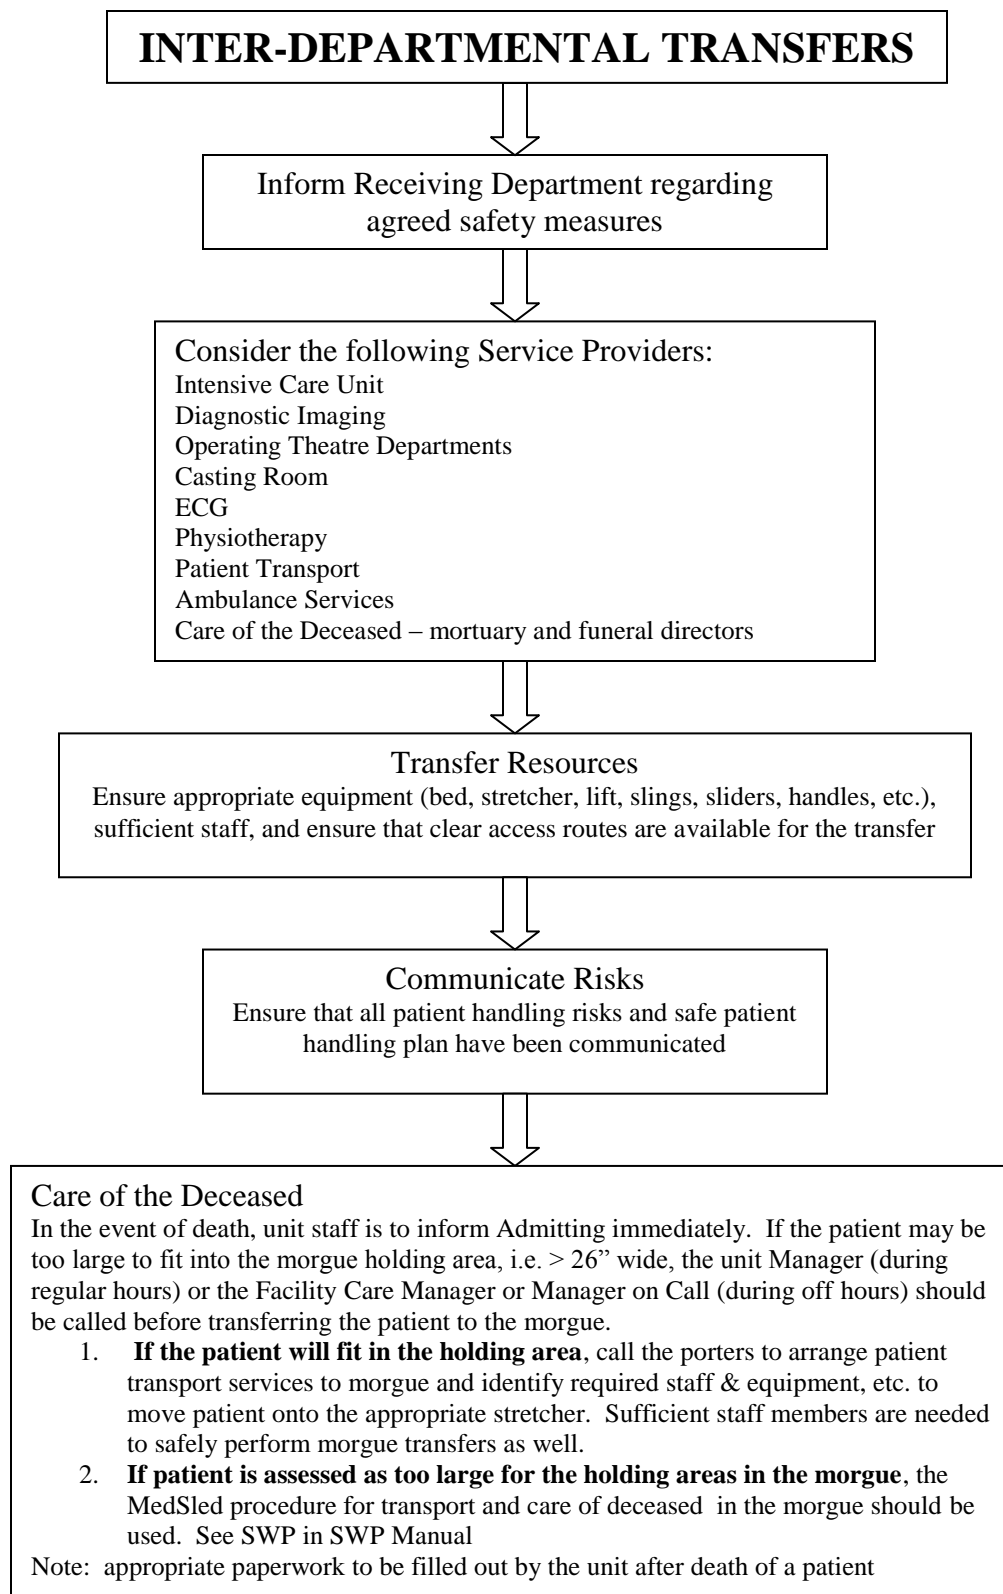 INTER-DEPARTMENTAL TRANSFERS
Inform Receiving Department regarding
agreed safety measures
Consider the following Service Providers:
Intensive Care Unit
Diagnostic Imaging
Operating Theatre Departments
Casting Room
ECG
Physiotherapy
Patient Transport
Ambulance Services
Care of the Deceased – mortuary and funeral directors
Transfer Resources
Ensure appropriate equipment (bed, stretcher, lift, slings, sliders, handles, etc.),
sufficient staff, and ensure that clear access routes are available for the transfer
Communicate Risks
Ensure that all patient handling risks and safe patient
handling plan have been communicated
Care of the Deceased
In the event of death, unit staff is to inform Admitting immediately.  If the patient may be
too large to fit into the morgue holding area, i.e. > 26” wide, the unit Manager (during
regular hours) or the Facility Care Manager or Manager on Call (during off hours) should
be called before transferring the patient to the morgue.
1. If the patient will fit in the holding area, call the porters to arrange patient
transport services to morgue and identify required staff & equipment, etc. to
move patient onto the appropriate stretcher.  Sufficient staff members are needed
to safely perform morgue transfers as well.
2. If patient is assessed as too large for the holding areas in the morgue, the
MedSled procedure for transport and care of deceased  in the morgue should be
used.  See SWP in SWP Manual
Note:  appropriate paperwork to be filled out by the unit after death of a patient